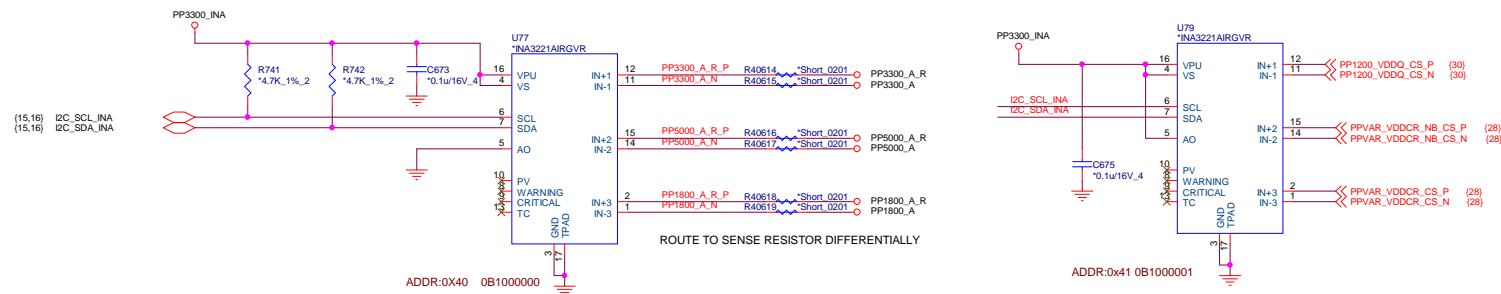 PP3300_INA
R741
*4.7K_1%_2
R742
*4.7K_1%_2
C673
*0.1u/16V_4
{15,16} I2C_SCL_INA
{15,16} I2C_SDA_INA
U77
*INA3221AIRGVR
16 VPU
4 VS
6 SCL
7 SDA
5 AO
10 PV
8 WARNING
9 CRITICAL
13 TC
IN+1 12 PP3300_A_R_P R40614 *Short_0201 PP3300_A_R
IN-1 11 PP3300_A_N R40615 *Short_0201 PP3300_A
IN+2 15 PP5000_A_R_P R40616 *Short_0201 PP5000_A_R
IN-2 14 PP5000_A_N R40617 *Short_0201 PP5000_A
IN+3 2 PP1800_A_R_P R40618 *Short_0201 PP1800_A_R
IN-3 1 PP1800_A_N R40619 *Short_0201 PP1800_A
GND 3
TPAD 17
ROUTE TO SENSE RESISTOR DIFFERENTIALLY
ADDR:0X40 0B1000000
PP3300_INA
I2C_SCL_INA
I2C_SDA_INA
C675
*0.1u/16V_4
U79
*INA3221AIRGVR
16 VPU
4 VS
6 SCL
7 SDA
5 AO
10 PV
8 WARNING
9 CRITICAL
13 TC
IN+1 12 PP1200_VDDQ_CS_P {30}
IN-1 11 PP1200_VDDQ_CS_N {30}
IN+2 15 PPVAR_VDDCR_NB_CS_P {28}
IN-2 14 PPVAR_VDDCR_NB_CS_N {28}
IN+3 2 PPVAR_VDDCR_CS_P {28}
IN-3 1 PPVAR_VDDCR_CS_N {28}
GND 3
TPAD 17
ADDR:0x41 0B1000001